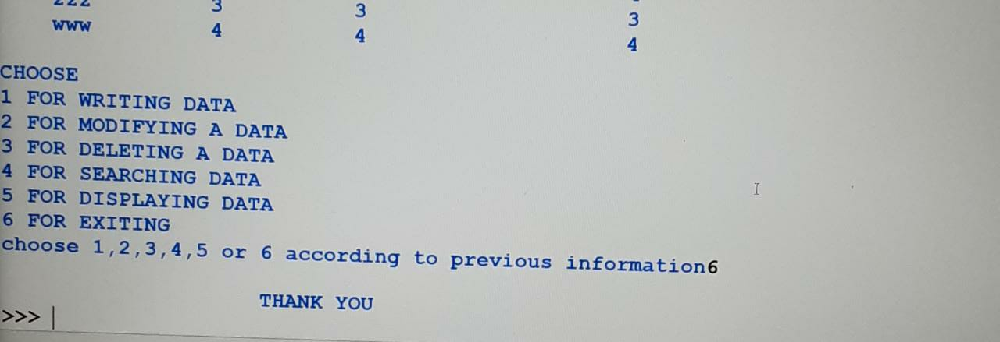 zzz 3 3 3
www 4 4 4
CHOOSE
1 FOR WRITING DATA
2 FOR MODIFYING A DATA
3 FOR DELETING A DATA
4 FOR SEARCHING DATA
5 FOR DISPLAYING DATA
6 FOR EXITING
choose 1,2,3,4,5 or 6 according to previous information6
THANK YOU
>>>